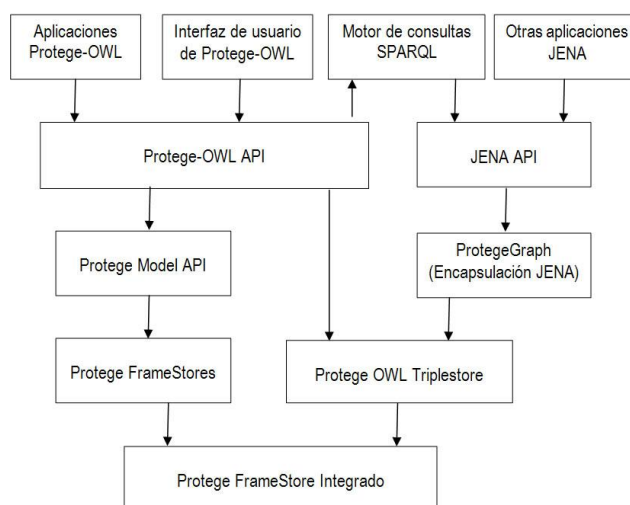 Aplicaciones
Protege-OWL
Interfaz de usuario
de Protege-OWL
Motor de consultas
SPARQL
Otras aplicaciones
JENA
Protege-OWL API
JENA API
Protege Model API
ProtegeGraph
(Encapsulación JENA)
Protege FrameStores
Protege OWL Triplestore
Protege FrameStore Integrado